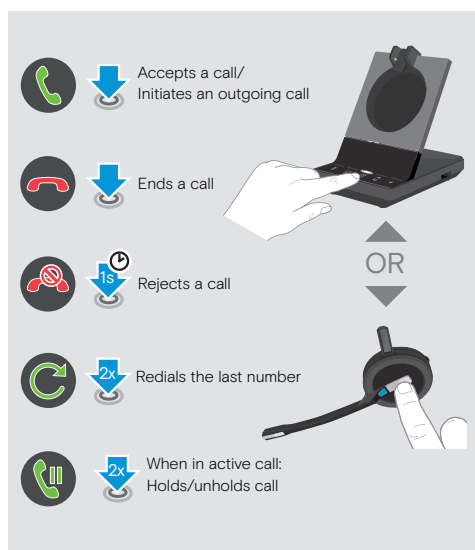 Accepts a call/
Initiates an outgoing call
Ends a call
1s
Rejects a call
OR
2x
Redials the last number
2x
When in active call:
Holds/unholds call